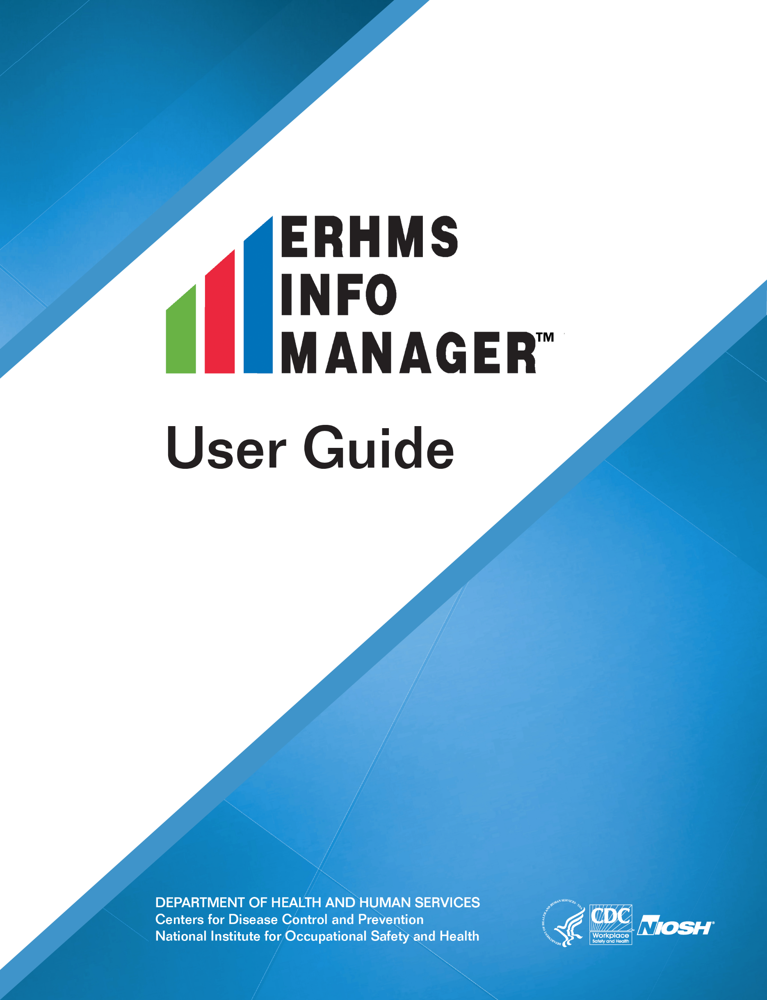 ERHMS
INFO
MANAGER™
User Guide
DEPARTMENT OF HEALTH AND HUMAN SERVICES
Centers for Disease Control and Prevention
National Institute for Occupational Safety and Health
DEPARTMENT OF HEALTH AND HUMAN SERVICES · USA
CDC
Workplace
Safety and Health
NIOSH®